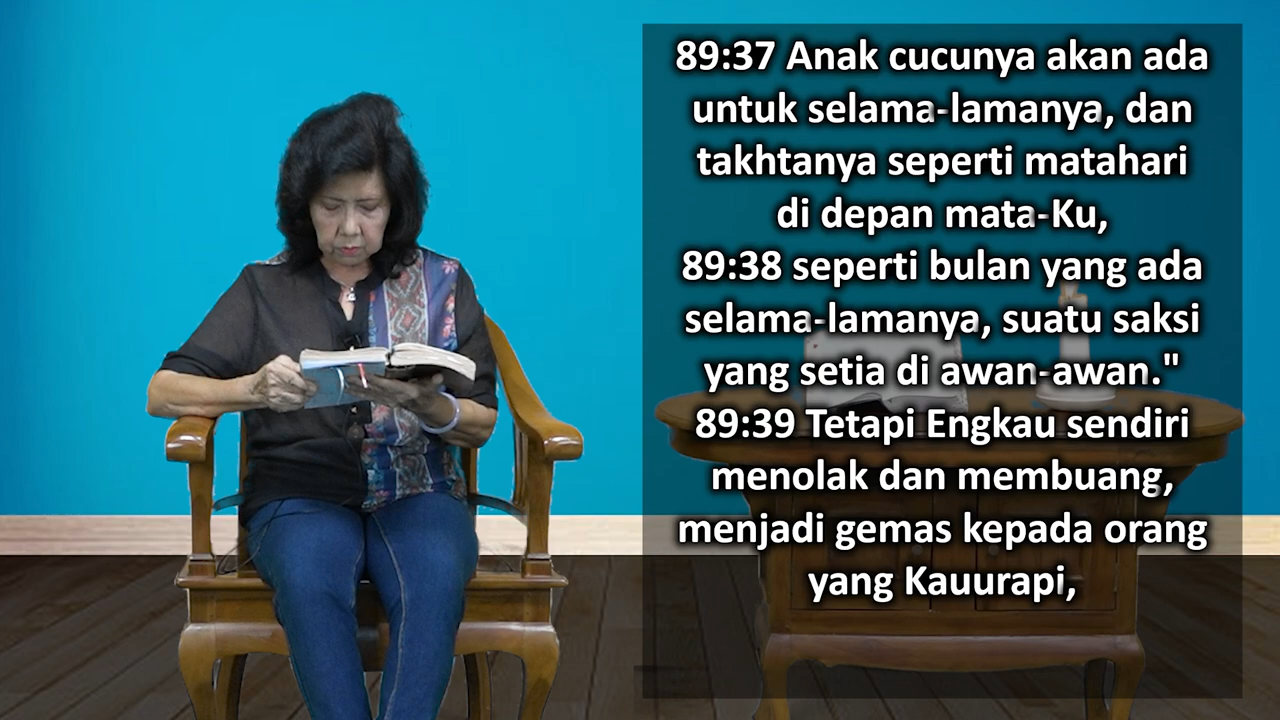 89:37 Anak cucunya akan ada
untuk selama-lamanya, dan
takhtanya seperti matahari
di depan mata-Ku,
89:38 seperti bulan yang ada
selama-lamanya, suatu saksi
yang setia di awan-awan."
89:39 Tetapi Engkau sendiri
menolak dan membuang,
menjadi gemas kepada orang
yang Kauurapi,